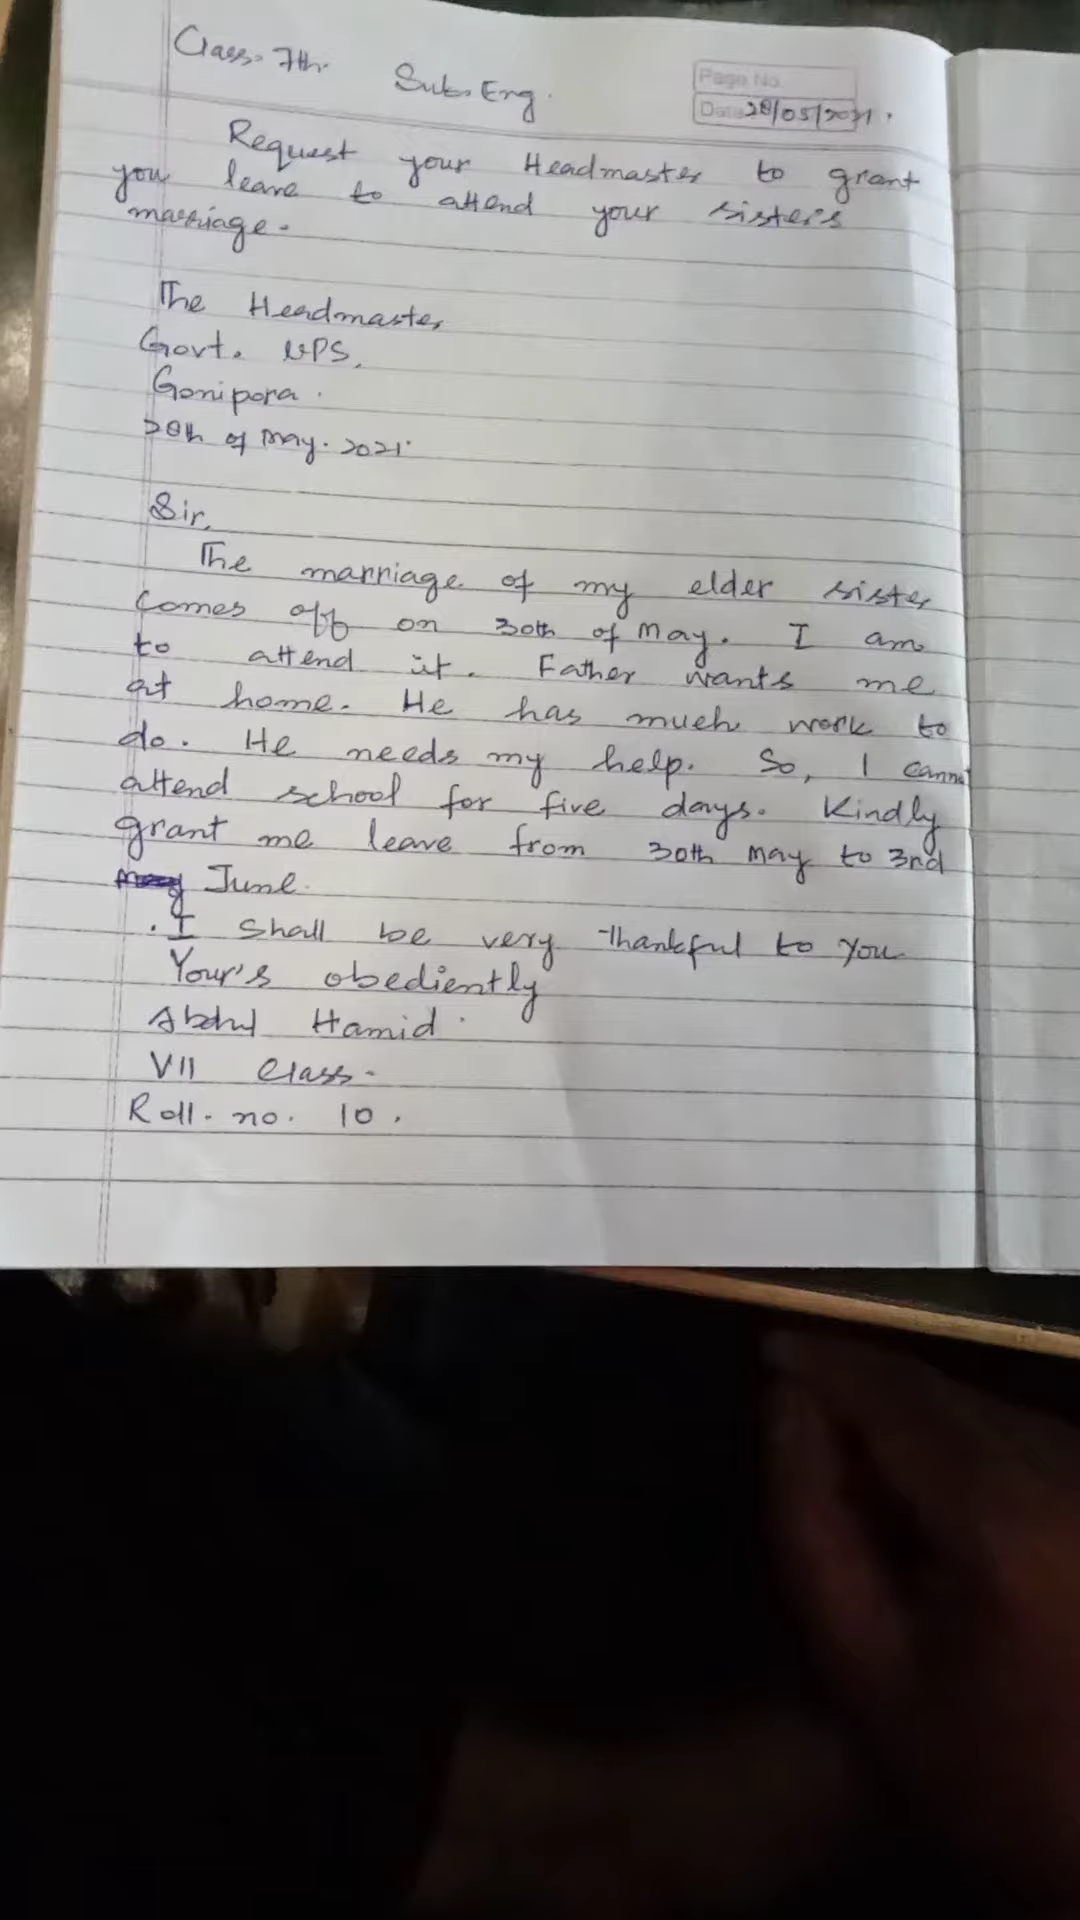 Class. 7th. Sub. Eng.
Page No.
Date 28/05/2021.
Request your Headmaster to grant
you leave to attend your sister's
marriage.
The Headmaster
Govt. UPS,
Gonipora.
28th of May. 2021.
Sir,
The marriage of my elder sister
comes off on 30th of May. I am
to attend it. Father wants me
at home. He has much work to
do. He needs my help. So, I cannot
attend school for five days. Kindly
grant me leave from 30th May to 3nd
June.
I shall be very thankful to you.
Your's obediently
Abdul Hamid.
VII Class.
Roll. no. 10.